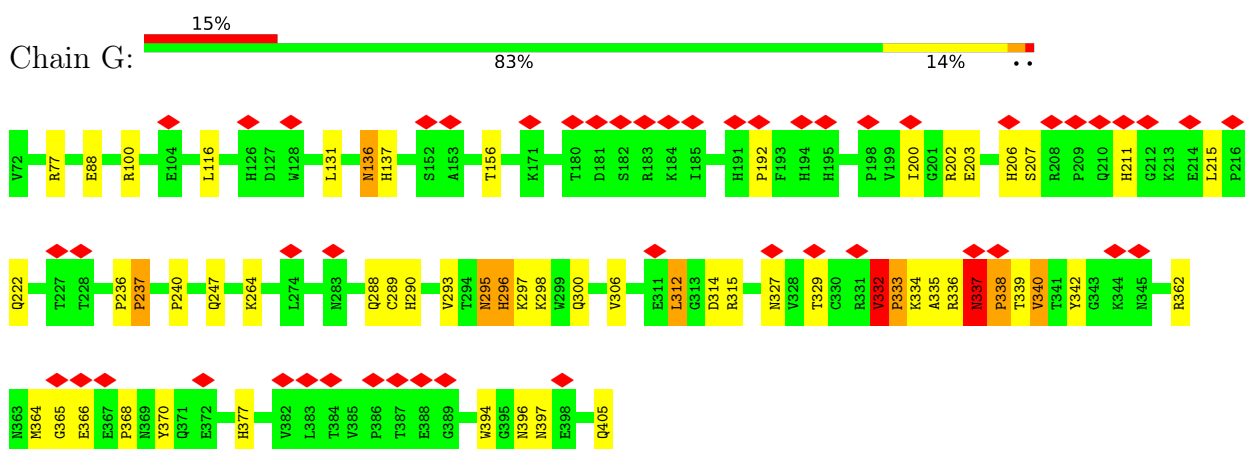 15%
Chain G:
83% 14% • •
V72 R77 E88 R100 E104 L116 H126 D127 W128 L131 N136 H137 S152 A153 T156 K171 T180 D181 S182 R183 K184 I185 H191 P192 F193 H194 H195 P198 V199 I200 G201 R202 E203 H206 S207 R208 P209 Q210 H211 G212 K213 E214 L215 P216
Q222 T227 T228 P236 P237 P240 Q247 K264 L274 N283 Q288 C289 H290 V293 T294 N295 H296 K297 K298 W299 Q300 V306 E311 L312 G313 D314 R315 N327 V328 T329 C330 R331 V332 P333 K334 A335 R336 N337 P338 T339 V340 T341 Y342 G343 K344 N345 R362
N363 M364 G365 E366 E367 P368 N369 Y370 Q371 E372 H377 V382 L383 T384 V385 P386 T387 E388 G389 W394 G395 N396 N397 E398 Q405